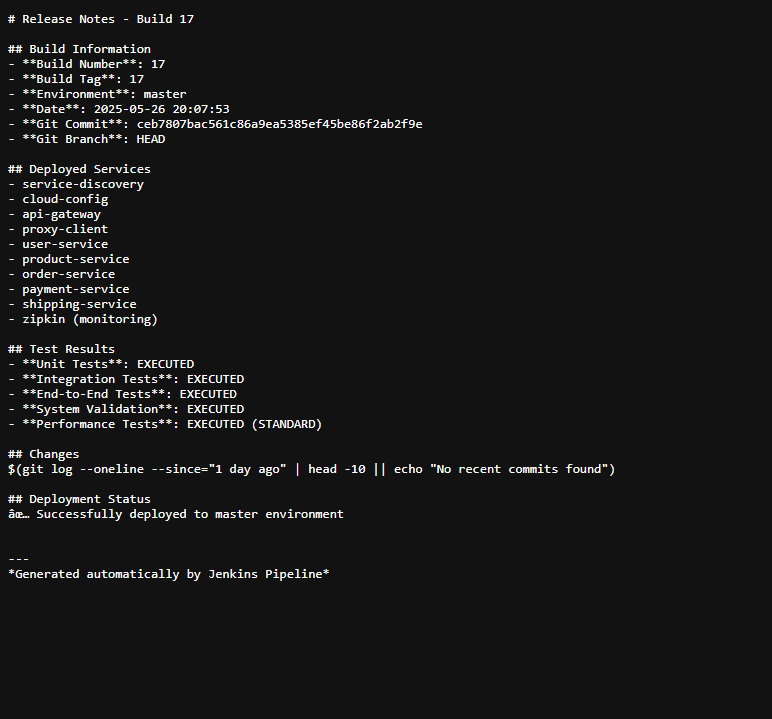 # Release Notes - Build 17
## Build Information
- **Build Number**: 17
- **Build Tag**: 17
- **Environment**: master
- **Date**: 2025-05-26 20:07:53
- **Git Commit**: ceb7807bac561c86a9ea5385ef45be86f2ab2f9e
- **Git Branch**: HEAD
## Deployed Services
- service-discovery
- cloud-config
- api-gateway
- proxy-client
- user-service
- product-service
- order-service
- payment-service
- shipping-service
- zipkin (monitoring)
## Test Results
- **Unit Tests**: EXECUTED
- **Integration Tests**: EXECUTED
- **End-to-End Tests**: EXECUTED
- **System Validation**: EXECUTED
- **Performance Tests**: EXECUTED (STANDARD)
## Changes
$(git log --oneline --since="1 day ago" | head -10 || echo "No recent commits found")
## Deployment Status
âœ… Successfully deployed to master environment
---
*Generated automatically by Jenkins Pipeline*